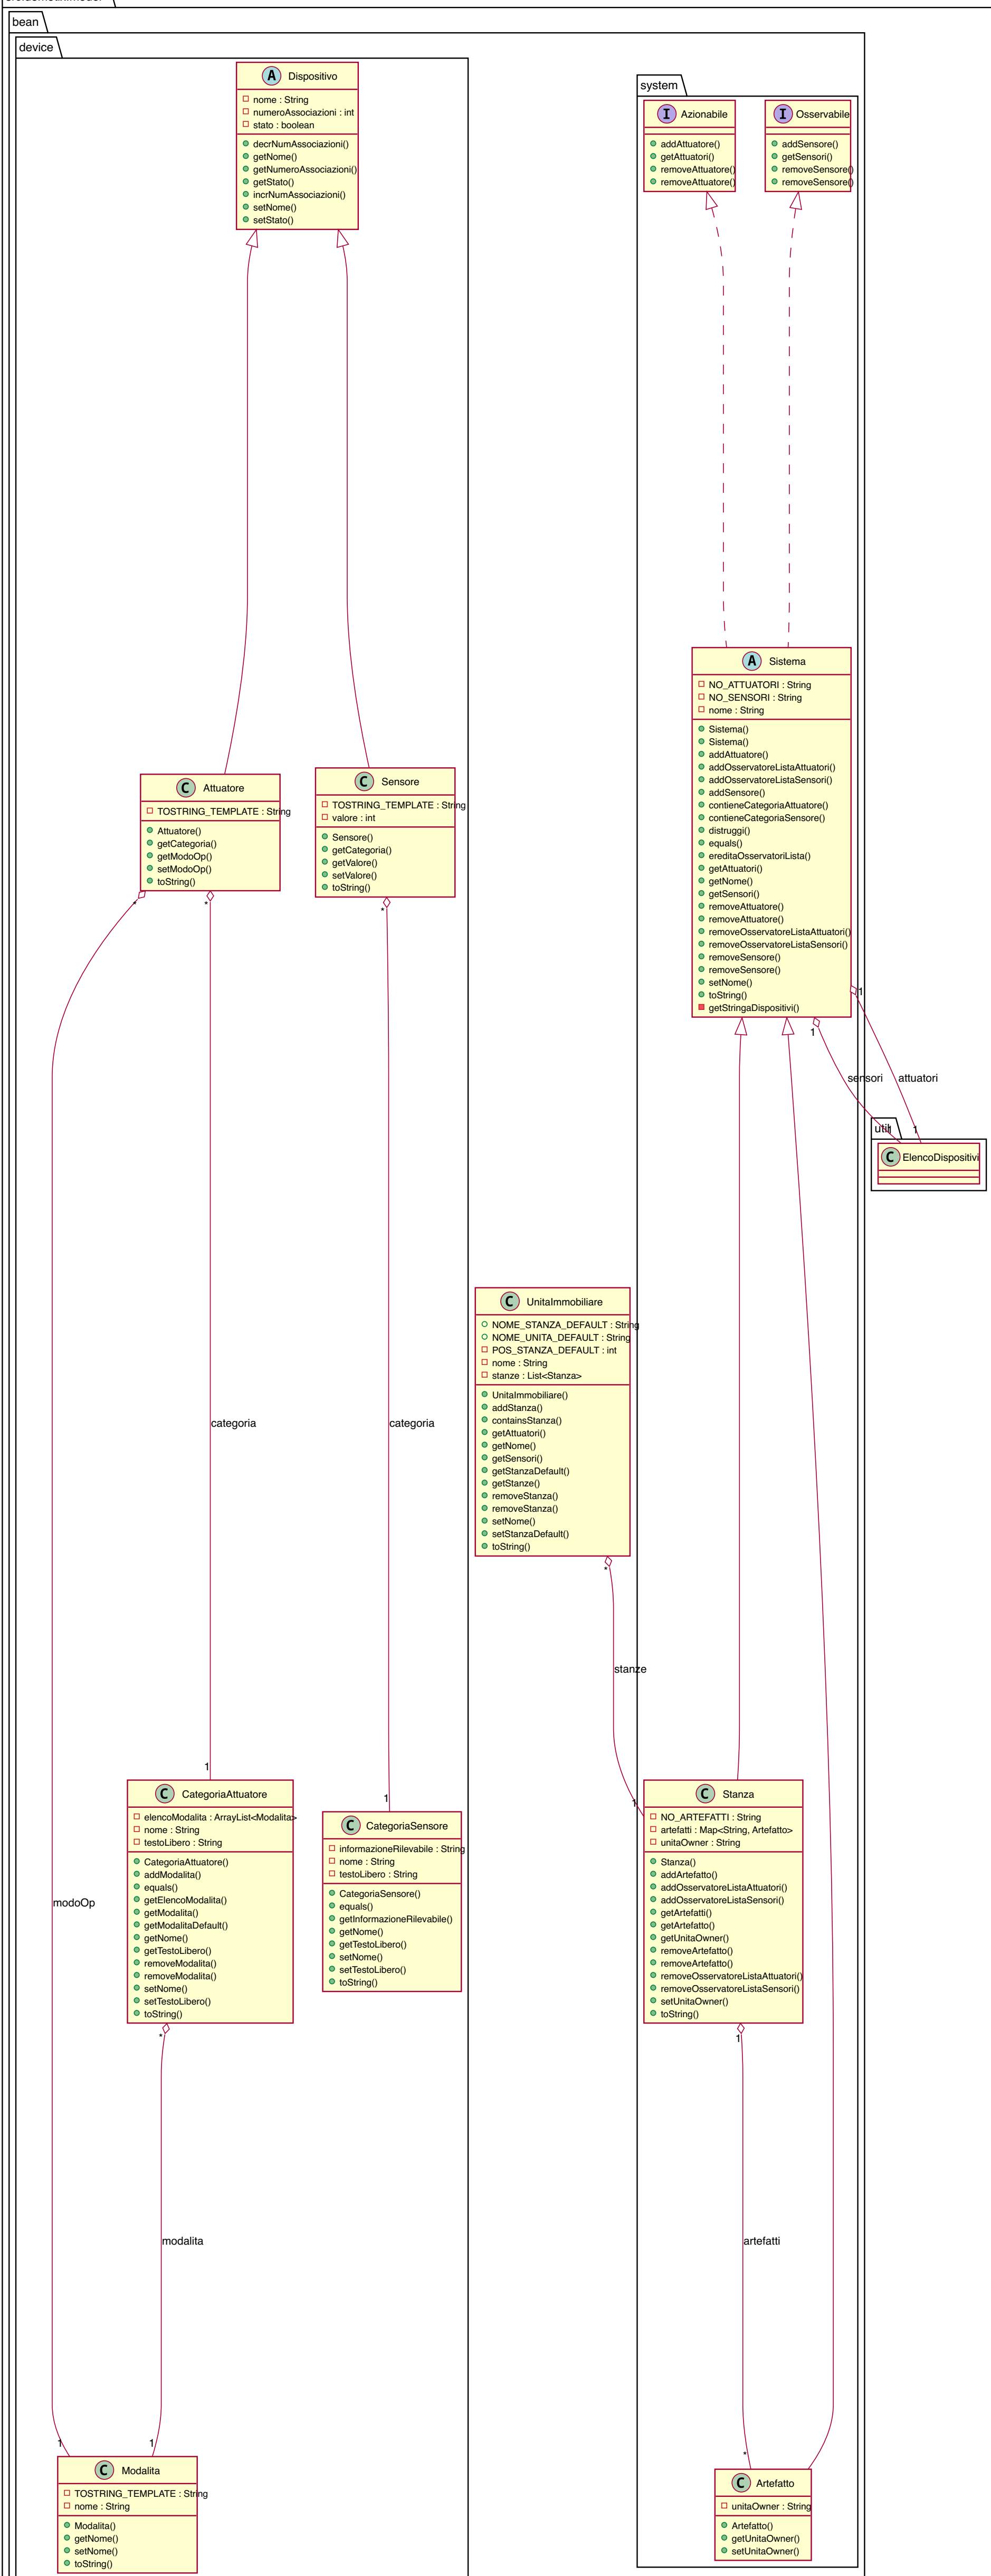 bean
device
A Dispositivo
nome : String
numeroAssociazioni : int
stato : boolean
decrNumAssociazioni()
getNome()
getNumeroAssociazioni()
getStato()
incrNumAssociazioni()
setNome()
setStato()
system
I Azionabile
addAttuatore()
getAttuatori()
removeAttuatore()
removeAttuatore()
I Osservabile
addSensore()
getSensori()
removeSensore()
removeSensore()
A Sistema
NO_ATTUATORI : String
NO_SENSORI : String
nome : String
Sistema()
Sistema()
addAttuatore()
addOsservatoreListaAttuatori()
addOsservatoreListaSensori()
addSensore()
contieneCategoriaAttuatore()
contieneCategoriaSensore()
distruggi()
equals()
ereditaOsservatoriLista()
getAttuatori()
getNome()
getSensori()
removeAttuatore()
removeAttuatore()
removeOsservatoreListaAttuatori()
removeOsservatoreListaSensori()
removeSensore()
removeSensore()
setNome()
toString()
getStringaDispositivi()
C Attuatore
TOSTRING_TEMPLATE : String
Attuatore()
getCategoria()
getModoOp()
setModoOp()
toString()
C Sensore
TOSTRING_TEMPLATE : String
valore : int
Sensore()
getCategoria()
getValore()
setValore()
toString()
*
*
*
1
1
sensori
attuatori
util
1
1
C ElencoDispositivi
C UnitaImmobiliare
NOME_STANZA_DEFAULT : String
NOME_UNITA_DEFAULT : String
POS_STANZA_DEFAULT : int
nome : String
stanze : List<Stanza>
UnitaImmobiliare()
addStanza()
containsStanza()
getAttuatori()
getNome()
getSensori()
getStanzaDefault()
getStanze()
removeStanza()
removeStanza()
setNome()
setStanzaDefault()
toString()
categoria
categoria
*
stanze
1
1
1
C CategoriaAttuatore
elencoModalita : ArrayList<Modalita>
nome : String
testoLibero : String
CategoriaAttuatore()
addModalita()
equals()
getElencoModalita()
getModalita()
getModalitaDefault()
getNome()
getTestoLibero()
removeModalita()
removeModalita()
setNome()
setTestoLibero()
toString()
C CategoriaSensore
informazioneRilevabile : String
nome : String
testoLibero : String
CategoriaSensore()
equals()
getInformazioneRilevabile()
getNome()
getTestoLibero()
setNome()
setTestoLibero()
toString()
C Stanza
NO_ARTEFATTI : String
artefatti : Map<String, Artefatto>
unitaOwner : String
Stanza()
addArtefatto()
addOsservatoreListaAttuatori()
addOsservatoreListaSensori()
getArtefatti()
getArtefatto()
getUnitaOwner()
removeArtefatto()
removeArtefatto()
removeOsservatoreListaAttuatori()
removeOsservatoreListaSensori()
setUnitaOwner()
toString()
modoOp
*
1
modalita
artefatti
1
1
*
C Modalita
TOSTRING_TEMPLATE : String
nome : String
Modalita()
getNome()
setNome()
toString()
C Artefatto
unitaOwner : String
Artefatto()
getUnitaOwner()
setUnitaOwner()